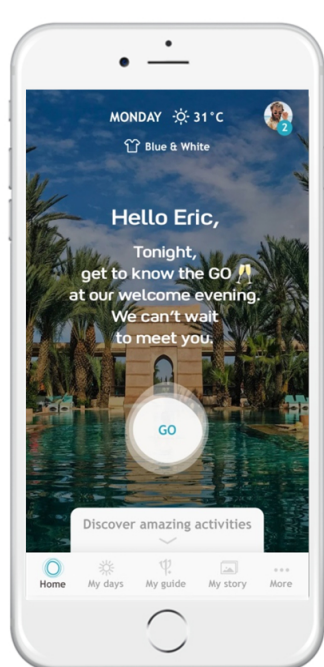 MONDAY 31°C
2
Blue & White
Hello Eric,
Tonight,
get to know the GO 🥂
at our welcome evening.
We can't wait
to meet you.
GO
Discover amazing activities
Home My days My guide My story More